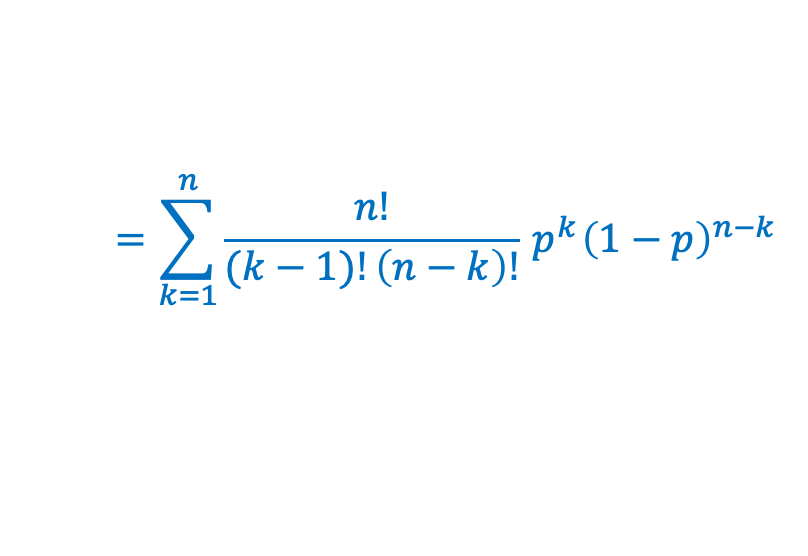 = \sum_{k=1}^{n} \frac{n!}{(k-1)!\,(n-k)!} p^k (1-p)^{n-k}